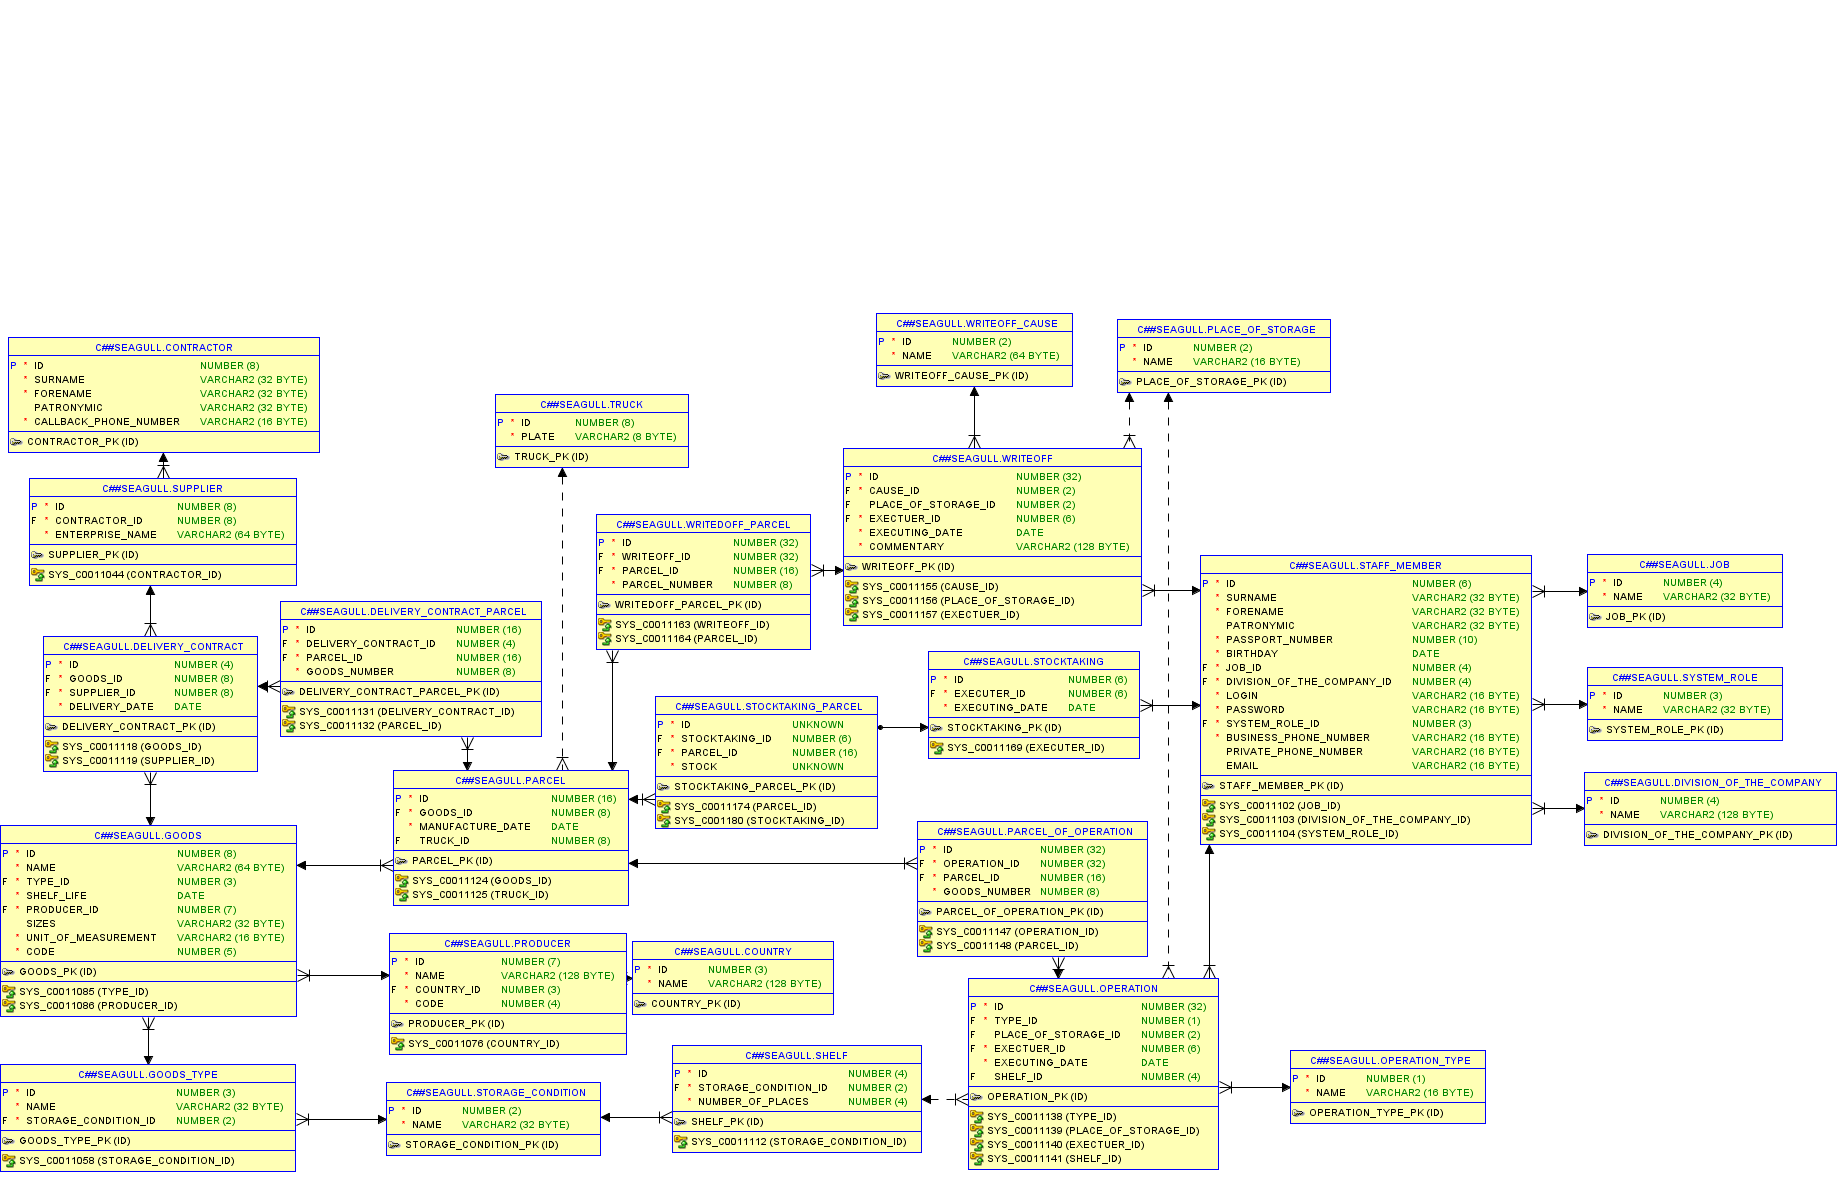 C##SEAGULL.CONTRACTOR
P * ID NUMBER (8)
* SURNAME VARCHAR2 (32 BYTE)
* FORENAME VARCHAR2 (32 BYTE)
PATRONYMIC VARCHAR2 (32 BYTE)
* CALLBACK_PHONE_NUMBER VARCHAR2 (16 BYTE)
CONTRACTOR_PK (ID)
C##SEAGULL.SUPPLIER
P * ID NUMBER (8)
F * CONTRACTOR_ID NUMBER (8)
* ENTERPRISE_NAME VARCHAR2 (64 BYTE)
SUPPLIER_PK (ID)
SYS_C0011044 (CONTRACTOR_ID)
C##SEAGULL.DELIVERY_CONTRACT
P * ID NUMBER (4)
F * GOODS_ID NUMBER (8)
F * SUPPLIER_ID NUMBER (8)
* DELIVERY_DATE DATE
DELIVERY_CONTRACT_PK (ID)
SYS_C0011118 (GOODS_ID)
SYS_C0011119 (SUPPLIER_ID)
C##SEAGULL.DELIVERY_CONTRACT_PARCEL
P * ID NUMBER (16)
F * DELIVERY_CONTRACT_ID NUMBER (4)
F * PARCEL_ID NUMBER (16)
* GOODS_NUMBER NUMBER (8)
DELIVERY_CONTRACT_PARCEL_PK (ID)
SYS_C0011131 (DELIVERY_CONTRACT_ID)
SYS_C0011132 (PARCEL_ID)
C##SEAGULL.TRUCK
P * ID NUMBER (8)
* PLATE VARCHAR2 (8 BYTE)
TRUCK_PK (ID)
C##SEAGULL.WRITEDOFF_PARCEL
P * ID NUMBER (32)
F * WRITEOFF_ID NUMBER (32)
F * PARCEL_ID NUMBER (16)
* PARCEL_NUMBER NUMBER (8)
WRITEDOFF_PARCEL_PK (ID)
SYS_C0011163 (WRITEOFF_ID)
SYS_C0011164 (PARCEL_ID)
C##SEAGULL.WRITEOFF_CAUSE
P * ID NUMBER (2)
* NAME VARCHAR2 (64 BYTE)
WRITEOFF_CAUSE_PK (ID)
C##SEAGULL.PLACE_OF_STORAGE
P * ID NUMBER (2)
* NAME VARCHAR2 (16 BYTE)
PLACE_OF_STORAGE_PK (ID)
C##SEAGULL.WRITEOFF
P * ID NUMBER (32)
F * CAUSE_ID NUMBER (2)
F PLACE_OF_STORAGE_ID NUMBER (2)
F * EXECTUER_ID NUMBER (6)
* EXECUTING_DATE DATE
* COMMENTARY VARCHAR2 (128 BYTE)
WRITEOFF_PK (ID)
SYS_C0011155 (CAUSE_ID)
SYS_C0011156 (PLACE_OF_STORAGE_ID)
SYS_C0011157 (EXECTUER_ID)
C##SEAGULL.STAFF_MEMBER
P * ID NUMBER (6)
* SURNAME VARCHAR2 (32 BYTE)
* FORENAME VARCHAR2 (32 BYTE)
PATRONYMIC VARCHAR2 (32 BYTE)
* PASSPORT_NUMBER NUMBER (10)
* BIRTHDAY DATE
F * JOB_ID NUMBER (4)
F * DIVISION_OF_THE_COMPANY_ID NUMBER (4)
* LOGIN VARCHAR2 (16 BYTE)
* PASSWORD VARCHAR2 (16 BYTE)
F * SYSTEM_ROLE_ID NUMBER (3)
* BUSINESS_PHONE_NUMBER VARCHAR2 (16 BYTE)
PRIVATE_PHONE_NUMBER VARCHAR2 (16 BYTE)
EMAIL VARCHAR2 (16 BYTE)
STAFF_MEMBER_PK (ID)
SYS_C0011102 (JOB_ID)
SYS_C0011103 (DIVISION_OF_THE_COMPANY_ID)
SYS_C0011104 (SYSTEM_ROLE_ID)
C##SEAGULL.JOB
P * ID NUMBER (4)
* NAME VARCHAR2 (32 BYTE)
JOB_PK (ID)
C##SEAGULL.SYSTEM_ROLE
P * ID NUMBER (3)
* NAME VARCHAR2 (32 BYTE)
SYSTEM_ROLE_PK (ID)
C##SEAGULL.DIVISION_OF_THE_COMPANY
P * ID NUMBER (4)
* NAME VARCHAR2 (128 BYTE)
DIVISION_OF_THE_COMPANY_PK (ID)
C##SEAGULL.STOCKTAKING
P * ID NUMBER (6)
F * EXECUTER_ID NUMBER (6)
* EXECUTING_DATE DATE
STOCKTAKING_PK (ID)
SYS_C0011169 (EXECUTER_ID)
C##SEAGULL.STOCKTAKING_PARCEL
P * ID UNKNOWN
F * STOCKTAKING_ID NUMBER (6)
F * PARCEL_ID NUMBER (16)
* STOCK UNKNOWN
STOCKTAKING_PARCEL_PK (ID)
SYS_C0011174 (PARCEL_ID)
SYS_C001180 (STOCKTAKING_ID)
C##SEAGULL.PARCEL
P * ID NUMBER (16)
F * GOODS_ID NUMBER (8)
* MANUFACTURE_DATE DATE
F TRUCK_ID NUMBER (8)
PARCEL_PK (ID)
SYS_C0011124 (GOODS_ID)
SYS_C0011125 (TRUCK_ID)
C##SEAGULL.GOODS
P * ID NUMBER (8)
* NAME VARCHAR2 (64 BYTE)
F * TYPE_ID NUMBER (3)
* SHELF_LIFE DATE
F * PRODUCER_ID NUMBER (7)
SIZES VARCHAR2 (32 BYTE)
* UNIT_OF_MEASUREMENT VARCHAR2 (16 BYTE)
* CODE NUMBER (5)
GOODS_PK (ID)
SYS_C0011085 (TYPE_ID)
SYS_C0011086 (PRODUCER_ID)
C##SEAGULL.PARCEL_OF_OPERATION
P * ID NUMBER (32)
F * OPERATION_ID NUMBER (32)
F * PARCEL_ID NUMBER (16)
* GOODS_NUMBER NUMBER (8)
PARCEL_OF_OPERATION_PK (ID)
SYS_C0011147 (OPERATION_ID)
SYS_C0011148 (PARCEL_ID)
C##SEAGULL.PRODUCER
P * ID NUMBER (7)
* NAME VARCHAR2 (128 BYTE)
F * COUNTRY_ID NUMBER (3)
* CODE NUMBER (4)
PRODUCER_PK (ID)
SYS_C0011076 (COUNTRY_ID)
C##SEAGULL.COUNTRY
P * ID NUMBER (3)
* NAME VARCHAR2 (128 BYTE)
COUNTRY_PK (ID)
C##SEAGULL.OPERATION
P * ID NUMBER (32)
F * TYPE_ID NUMBER (1)
F PLACE_OF_STORAGE_ID NUMBER (2)
F * EXECTUER_ID NUMBER (6)
* EXECUTING_DATE DATE
F SHELF_ID NUMBER (4)
OPERATION_PK (ID)
SYS_C0011138 (TYPE_ID)
SYS_C0011139 (PLACE_OF_STORAGE_ID)
SYS_C0011140 (EXECTUER_ID)
SYS_C0011141 (SHELF_ID)
C##SEAGULL.OPERATION_TYPE
P * ID NUMBER (1)
* NAME VARCHAR2 (16 BYTE)
OPERATION_TYPE_PK (ID)
C##SEAGULL.SHELF
P * ID NUMBER (4)
F * STORAGE_CONDITION_ID NUMBER (2)
* NUMBER_OF_PLACES NUMBER (4)
SHELF_PK (ID)
SYS_C0011112 (STORAGE_CONDITION_ID)
C##SEAGULL.STORAGE_CONDITION
P * ID NUMBER (2)
* NAME VARCHAR2 (32 BYTE)
STORAGE_CONDITION_PK (ID)
C##SEAGULL.GOODS_TYPE
P * ID NUMBER (3)
* NAME VARCHAR2 (32 BYTE)
F * STORAGE_CONDITION_ID NUMBER (2)
GOODS_TYPE_PK (ID)
SYS_C0011058 (STORAGE_CONDITION_ID)